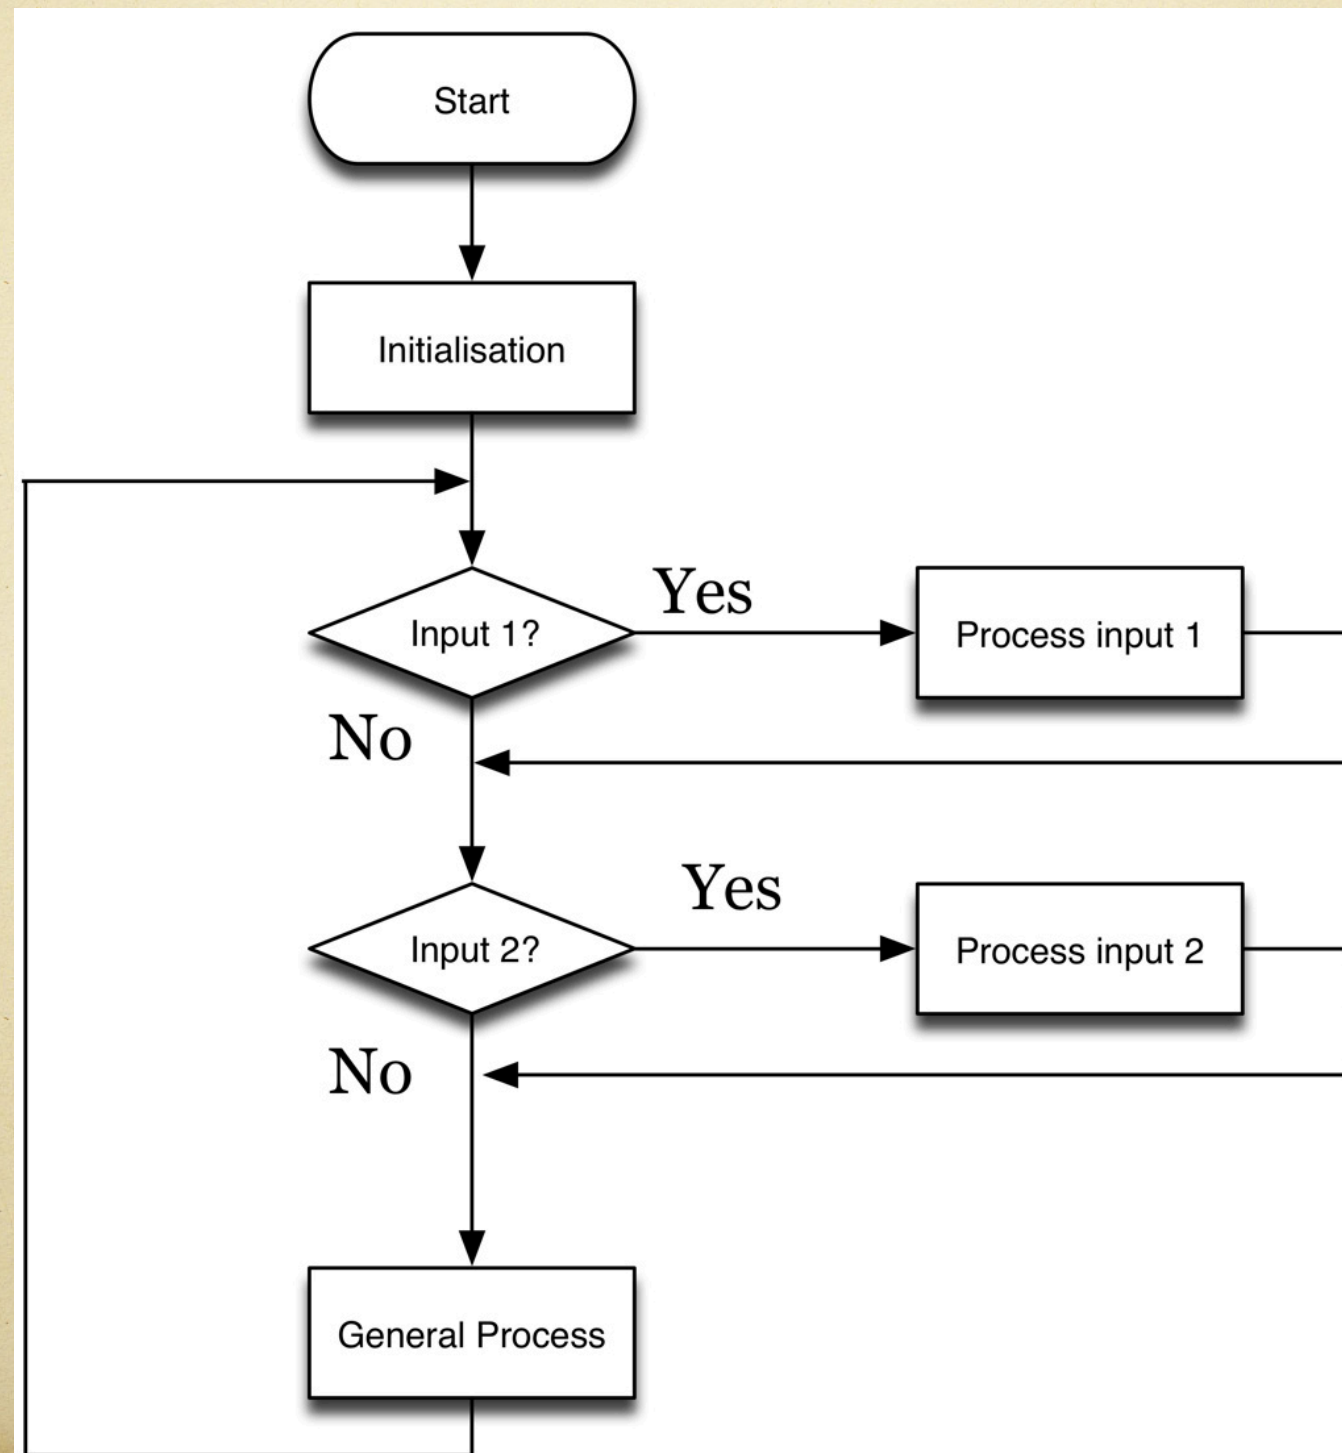 Start
Initialisation
Input 1?
Yes
Process input 1
No
Input 2?
Yes
Process input 2
No
General Process